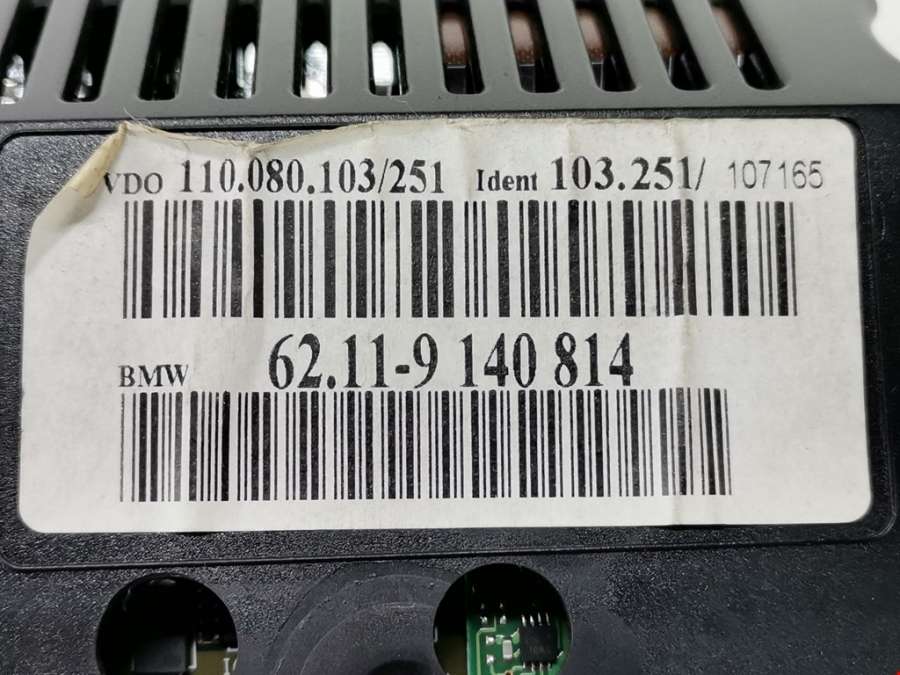 VDO 110.080.103/251 Ident 103.251/ 107165
BMW 62.11-9 140 814